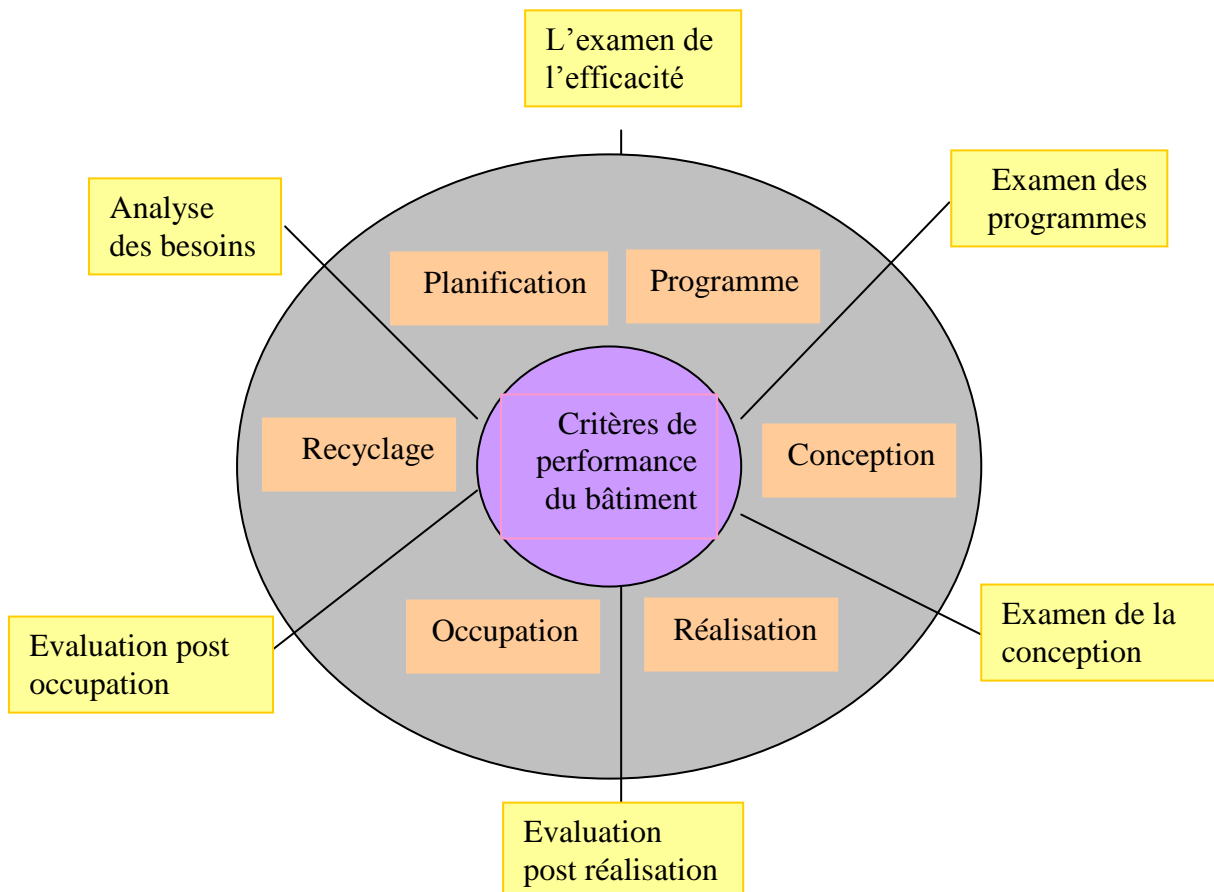 L’examen de
l’efficacité
Analyse
des besoins
Examen des
programmes
Planification
Programme
Recyclage
Critères de
performance
du bâtiment
Conception
Occupation
Réalisation
Evaluation post
occupation
Examen de la
conception
Evaluation
post réalisation